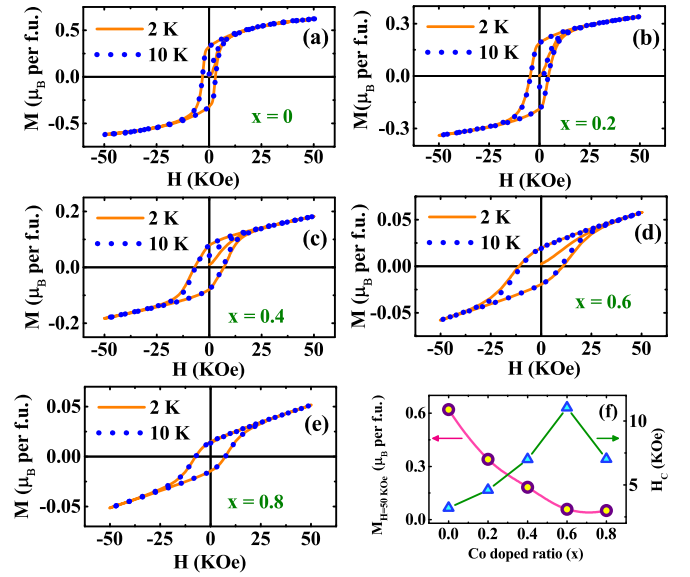 (a)
2 K
10 K
x = 0
M (μB per f.u.)
0.5
0.0
-0.5
-50 -25 0 25 50
H (KOe)
(b)
2 K
10 K
x = 0.2
M(μB per f.u.)
0.3
0.0
-0.3
-50 -25 0 25 50
H (KOe)
(c)
2 K
10 K
x = 0.4
M (μB per f.u.)
0.2
0.0
-0.2
-50 -25 0 25 50
H (KOe)
(d)
2 K
10 K
x = 0.6
M (μB per f.u.)
0.05
0.00
-0.05
-50 -25 0 25 50
H (KOe)
(e)
2 K
10 K
x = 0.8
M (μB per f.u.)
0.05
0.00
-0.05
-50 -25 0 25 50
H (KOe)
(f)
MH=50 KOe (μB per f.u.)
0.6
0.3
0.0
HC (KOe)
10
5
0.0 0.2 0.4 0.6 0.8
Co doped ratio (x)